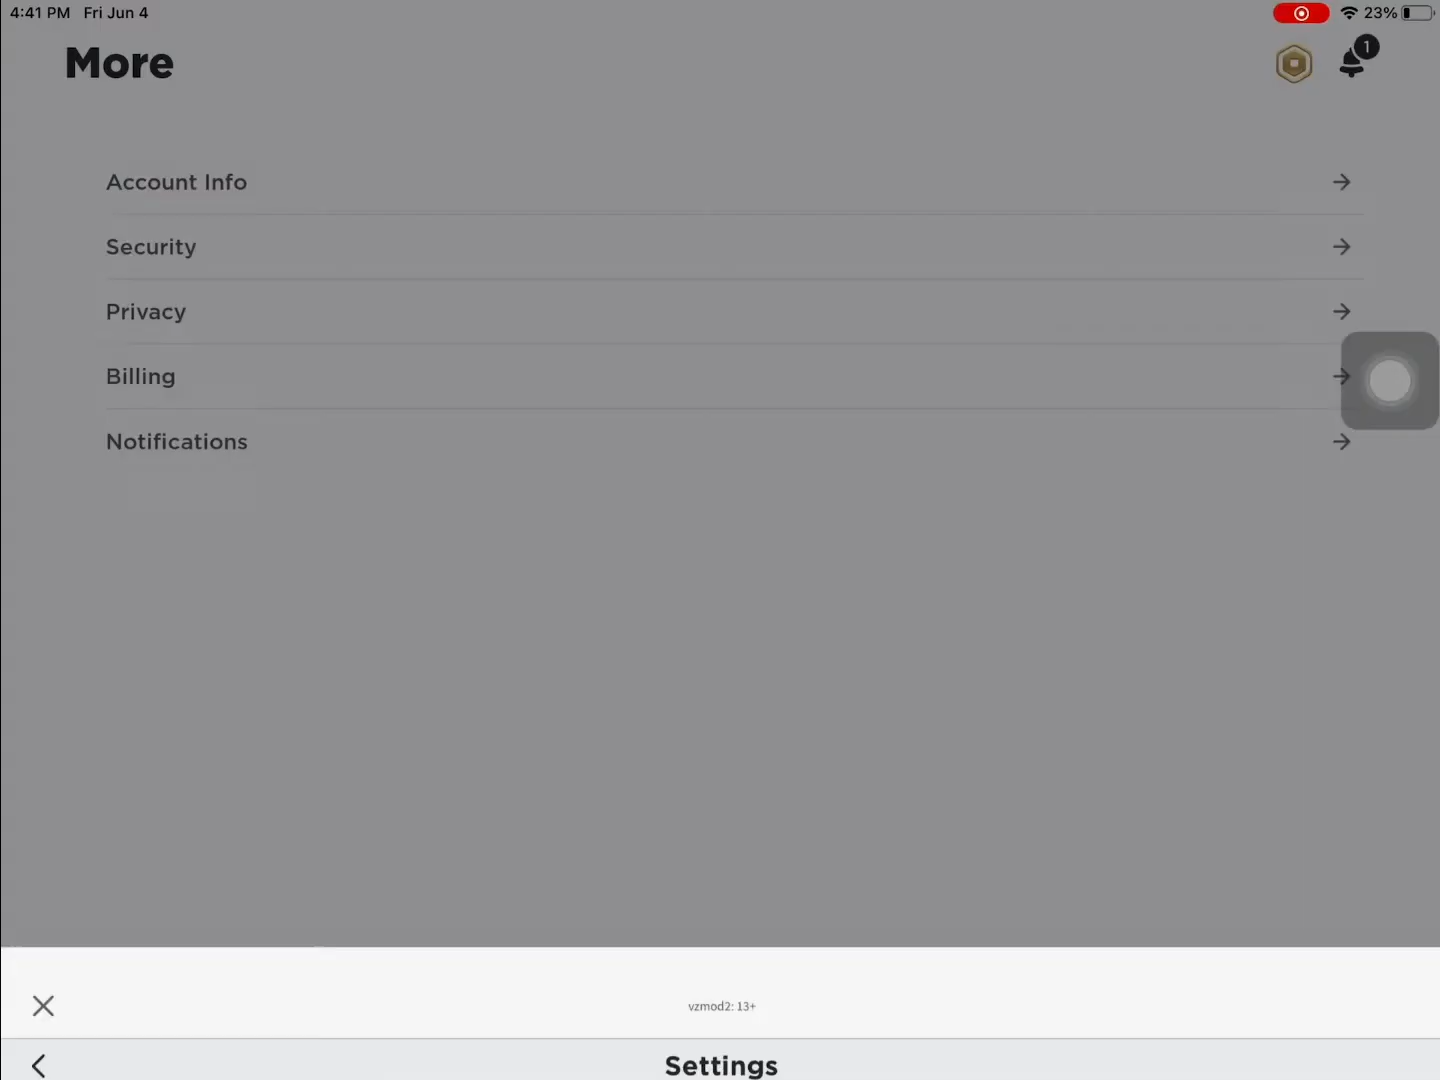 4:41 PM Fri Jun 4 23%
More
1
Account Info
Security
Privacy
Billing
Notifications
vzmod2: 13+
Settings